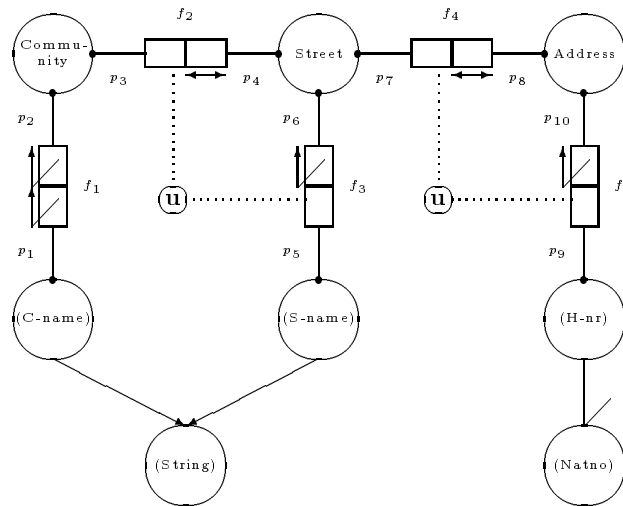 f2
f4
Commu-
nity
Street
Address
p3
p4
p7
p8
p2
p6
p10
f1
f3
f
u
u
p1
p5
p9
(C-name)
(S-name)
(H-nr)
(String)
(Natno)